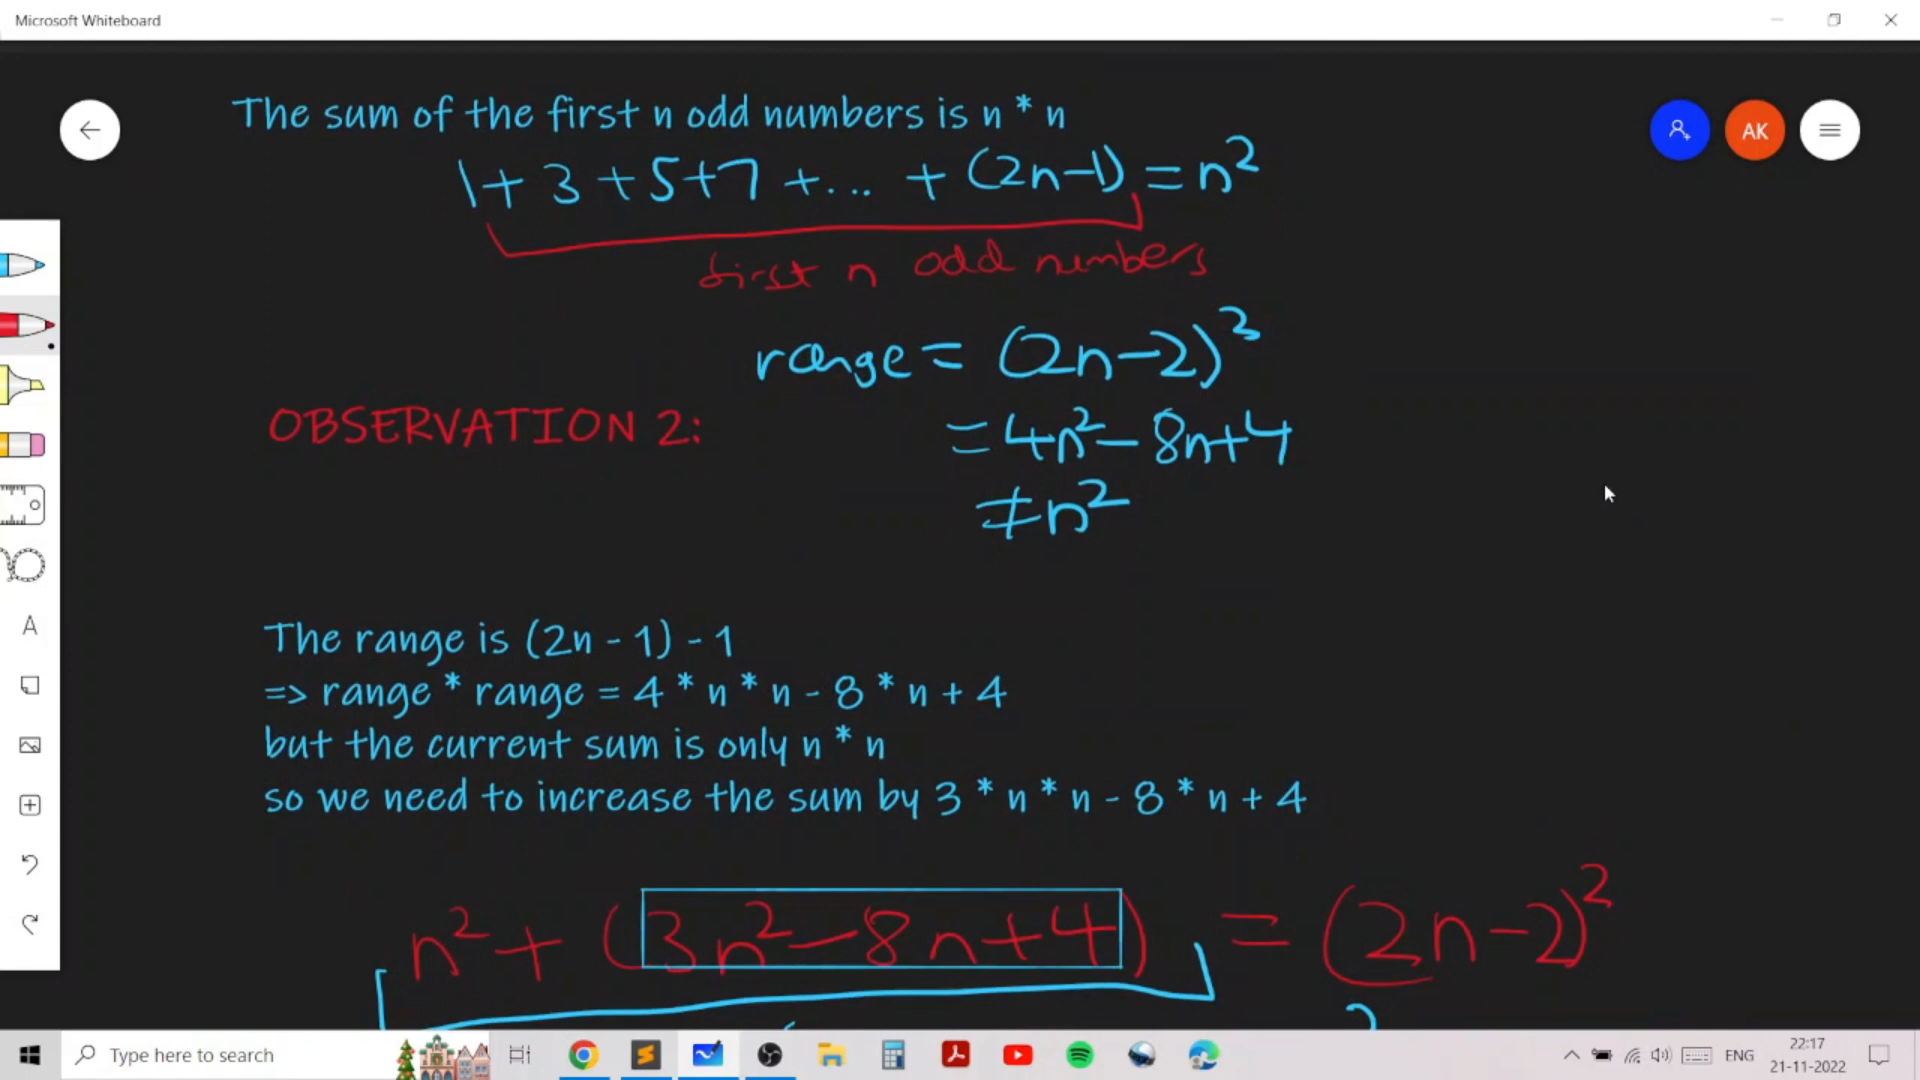 Microsoft Whiteboard
The sum of the first n odd numbers is n * n
1 + 3 + 5 + 7 + ... + (2n-1) = n²
first n odd numbers
range = (2n-2)²
OBSERVATION 2:
= 4n² - 8n + 4
≠ n²
The range is (2n - 1) - 1
=> range * range = 4 * n * n - 8 * n + 4
but the current sum is only n * n
so we need to increase the sum by 3 * n * n - 8 * n + 4
n² + (3n² - 8n + 4) = (2n-2)²
AK
A
Type here to search
ENG
22:17
21-11-2022